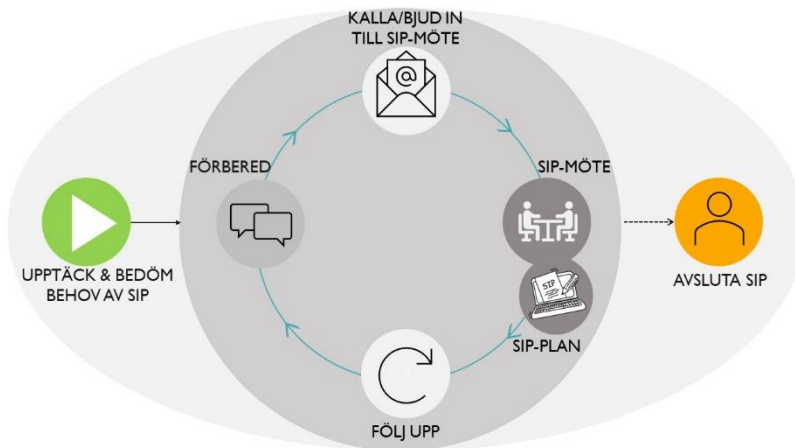 KALLA/BJUD IN
TILL SIP-MÖTE
@
FÖRBERED
SIP-MÖTE
UPPTÄCK & BEDÖM
BEHOV AV SIP
SIP
AVSLUTA SIP
SIP-PLAN
FÖLJ UPP